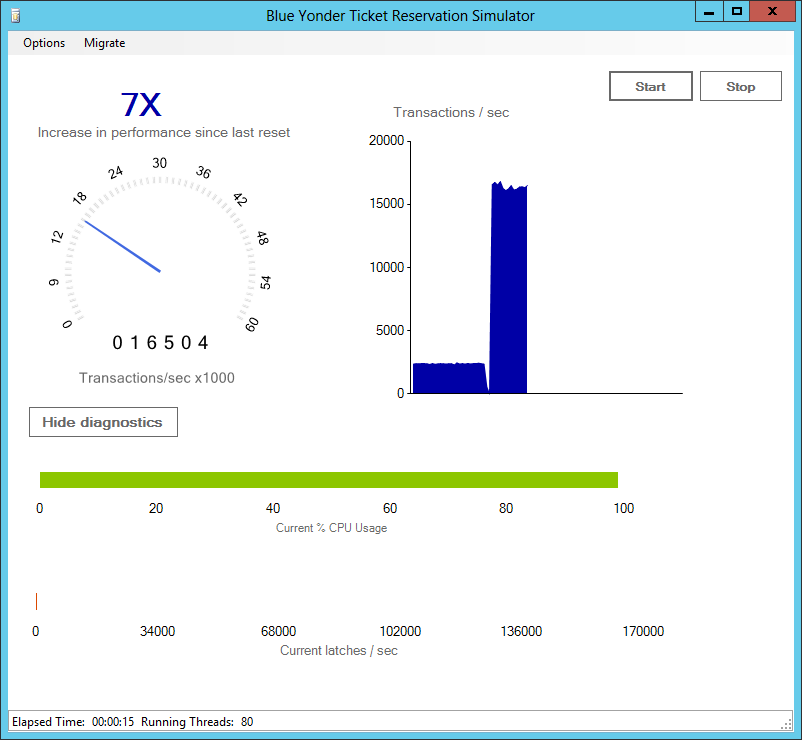 Blue Yonder Ticket Reservation Simulator
Options Migrate
Start Stop
7X
Increase in performance since last reset
0 9 12 18 24 30 36 42 48 54 60
016504
Transactions/sec x1000
Transactions / sec
20000
15000
10000
5000
0
Hide diagnostics
0 20 40 60 80 100
Current % CPU Usage
0 34000 68000 102000 136000 170000
Current latches / sec
Elapsed Time: 00:00:15 Running Threads: 80